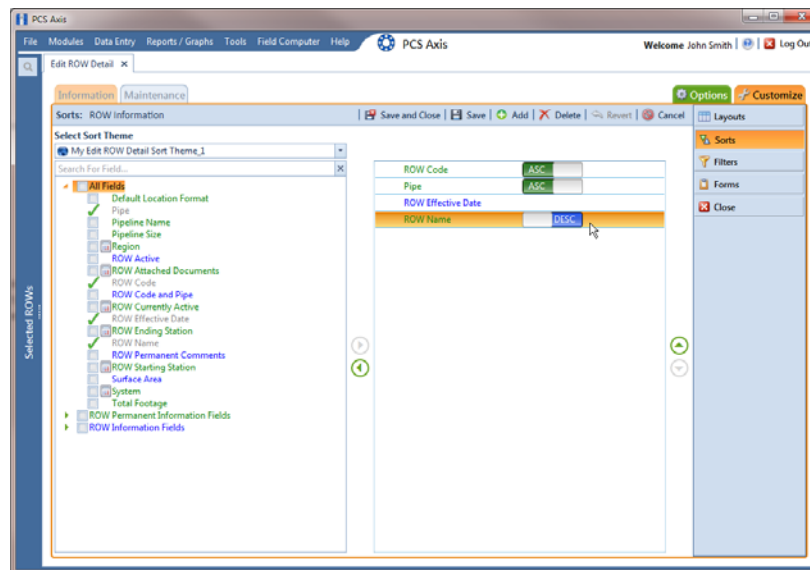 PCS Axis
File Modules Data Entry Reports / Graphs Tools Field Computer Help PCS Axis Welcome John Smith | Log Ou
Edit ROW Detail ×
Information Maintenance Options Customize
Sorts: ROW Information | Save and Close | Save | Add | Delete | Revert | Cancel
Layouts
Sorts
Filters
Forms
Close
Select Sort Theme
My Edit ROW Detail Sort Theme_1
Search For Field...
All Fields
Default Location Format
Pipe
Pipeline Name
Pipeline Size
Region
ROW Active
ROW Attached Documents
ROW Code
ROW Code and Pipe
ROW Currently Active
ROW Effective Date
ROW Ending Station
ROW Name
ROW Permanent Comments
ROW Starting Station
Surface Area
System
Total Footage
ROW Permanent Information Fields
ROW Information Fields
ROW Code ASC
Pipe ASC
ROW Effective Date
ROW Name DESC
Selected ROWs